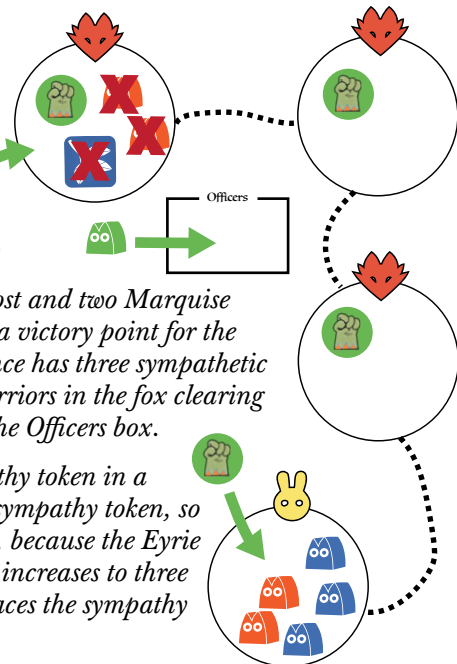 Officers
ost and two Marquise
a victory point for the
nce has three sympathetic
rriors in the fox clearing
he Officers box.
thy token in a
sympathy token, so
because the Eyrie
increases to three
aces the sympathy